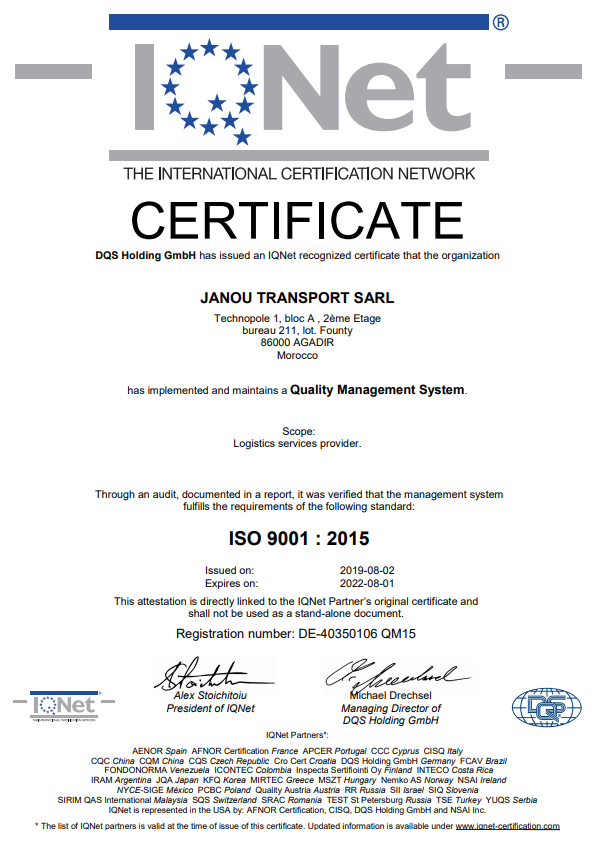 ®
IQNet
THE INTERNATIONAL CERTIFICATION NETWORK
CERTIFICATE
DQS Holding GmbH has issued an IQNet recognized certificate that the organization
JANOU TRANSPORT SARL
Technopole 1, bloc A , 2ème Etage
bureau 211, lot. Founty
86000 AGADIR
Morocco
has implemented and maintains a Quality Management System.
Scope:
Logistics services provider.
Through an audit, documented in a report, it was verified that the management system
fulfills the requirements of the following standard:
ISO 9001 : 2015
Issued on: 2019-08-02
Expires on: 2022-08-01
This attestation is directly linked to the IQNet Partner's original certificate and
shall not be used as a stand-alone document.
Registration number: DE-40350106 QM15
Alex Stoichitoiu
President of IQNet
Michael Drechsel
Managing Director of
DQS Holding GmbH
IQNet
THE INTERNATIONAL CERTIFICATION NETWORK
DQS
IQNet Partners*:
AENOR Spain AFNOR Certification France APCER Portugal CCC Cyprus CISQ Italy
CQC China CQM China CQS Czech Republic Cro Cert Croatia DQS Holding GmbH Germany FCAV Brazil
FONDONORMA Venezuela ICONTEC Colombia Inspecta Sertifiointi Oy Finland INTECO Costa Rica
IRAM Argentina JQA Japan KFQ Korea MIRTEC Greece MSZT Hungary Nemko AS Norway NSAI Ireland
NYCE-SIGE México PCBC Poland Quality Austria Austria RR Russia SII Israel SIQ Slovenia
SIRIM QAS International Malaysia SQS Switzerland SRAC Romania TEST St Petersburg Russia TSE Turkey YUQS Serbia
IQNet is represented in the USA by: AFNOR Certification, CISQ, DQS Holding GmbH and NSAI Inc.
* The list of IQNet partners is valid at the time of issue of this certificate. Updated information is available under www.iqnet-certification.com